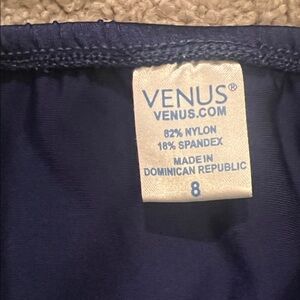 VENUS®
VENUS.COM
82% NYLON
18% SPANDEX
MADE IN
DOMINICAN REPUBLIC
8